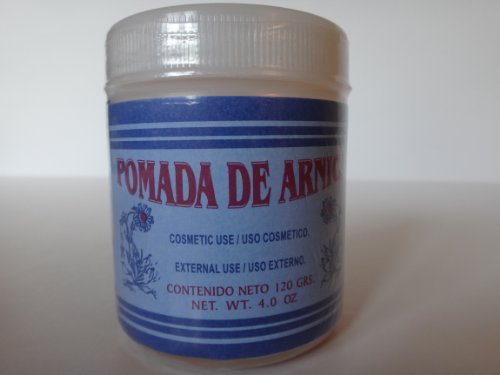 POMADA DE ARNIC
COSMETIC USE / USO COSMETICO.
EXTERNAL USE / USO EXTERNO.
CONTENIDO NETO 120 GRS.
NET. WT. 4.0 OZ